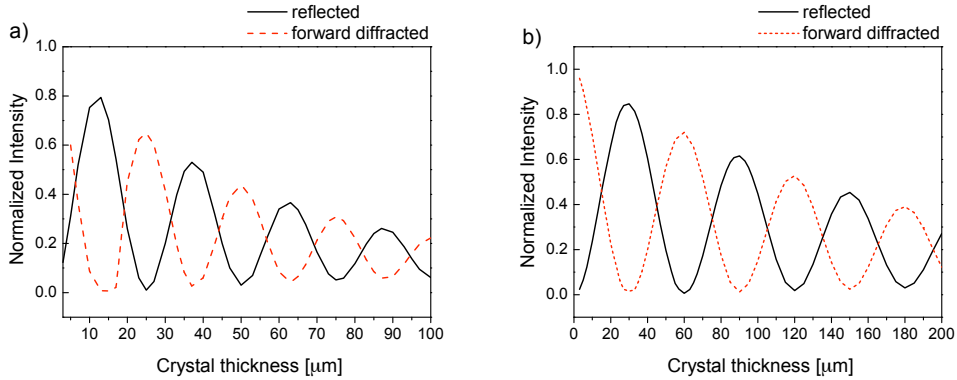 reflected
forward diffracted
a)
1.0
0.8
0.6
0.4
0.2
0.0
Normalized Intensity
10 20 30 40 50 60 70 80 90 100
Crystal thickness [μm]
reflected
forward diffracted
b)
1.0
0.8
0.6
0.4
0.2
0.0
Normalized Intensity
0 20 40 60 80 100 120 140 160 180 200
Crystal thickness [μm]